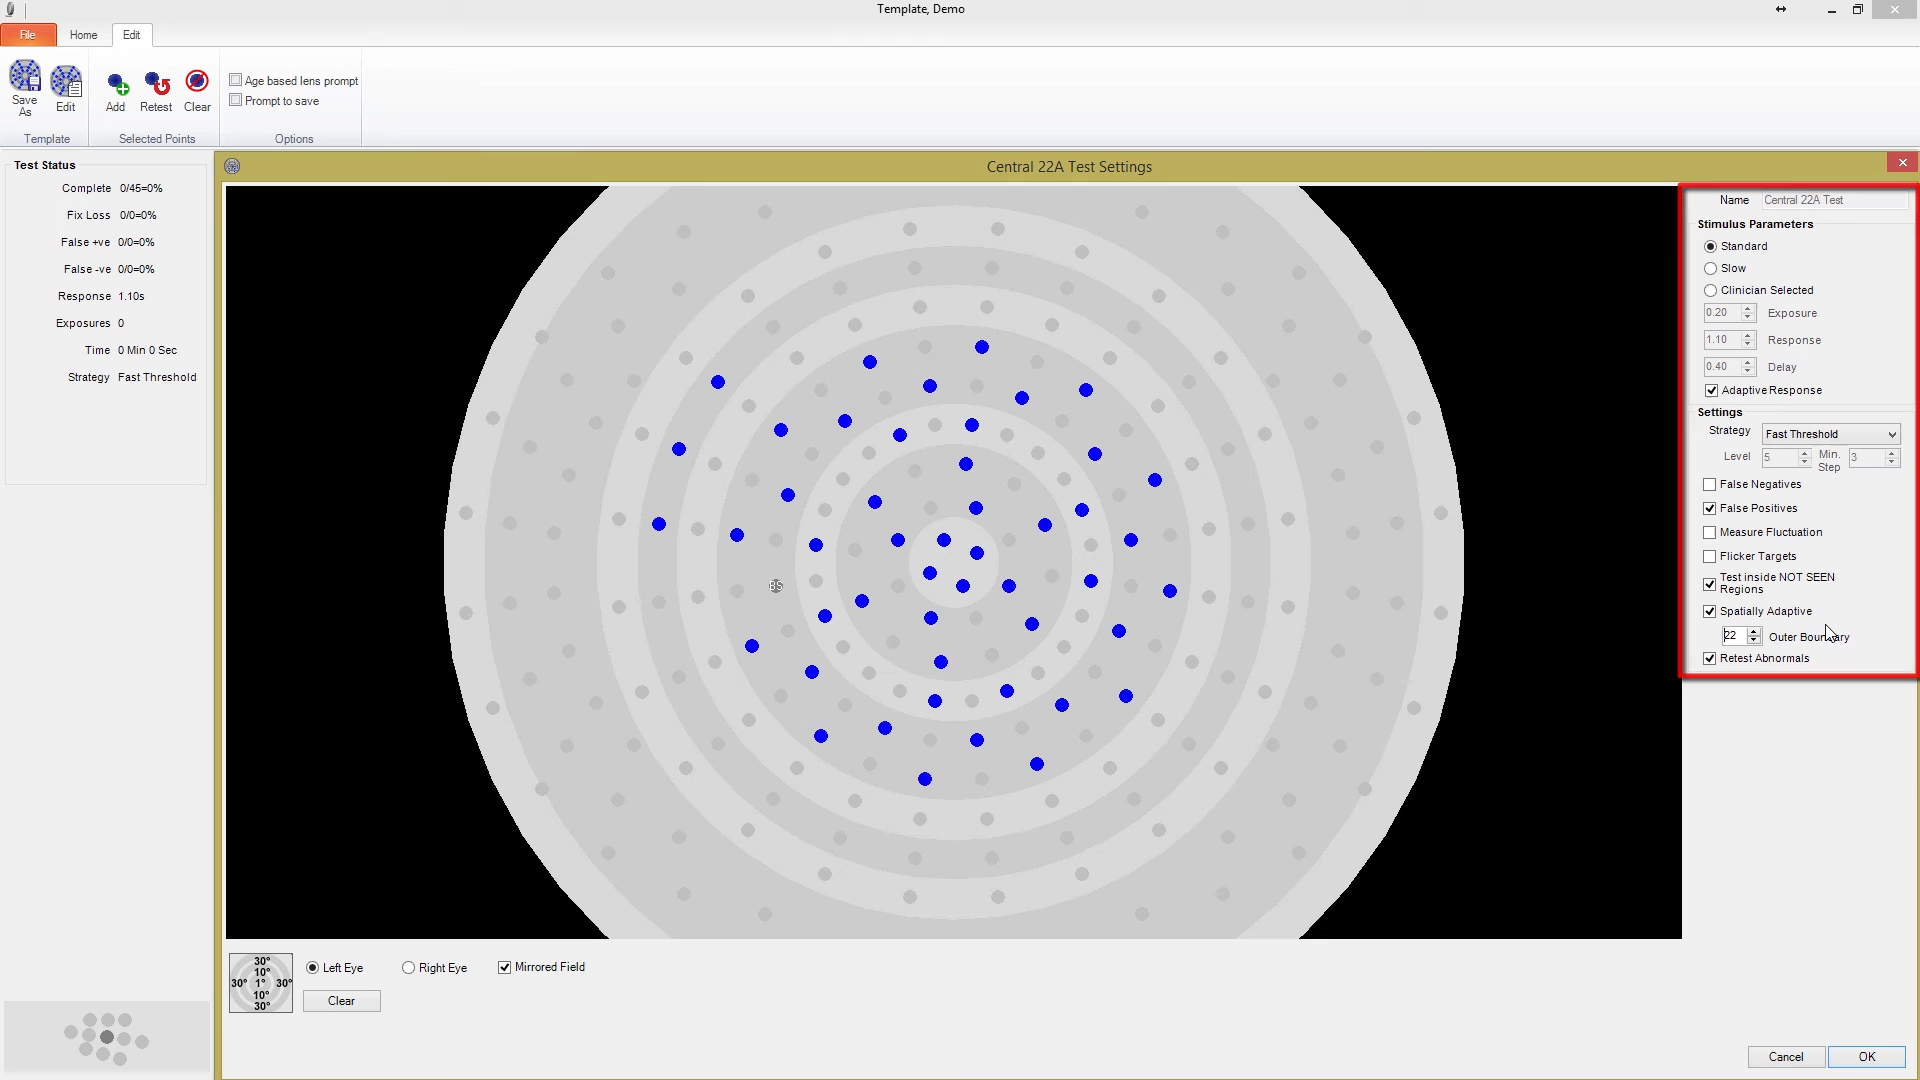 Template, Demo
File
Home
Edit
Save As
Edit
Add
Retest
Clear
Age based lens prompt
Prompt to save
Template
Selected Points
Options
Test Status
Complete 0/45=0%
Fix Loss 0/0=0%
False +ve 0/0=0%
False -ve 0/0=0%
Response 1.10s
Exposures 0
Time 0 Min 0 Sec
Strategy Fast Threshold
Central 22A Test Settings
BS
Name Central 22A Test
Stimulus Parameters
Standard
Slow
Clinician Selected
0.20 Exposure
1.10 Response
0.40 Delay
Adaptive Response
Settings
Strategy Fast Threshold
Level 5 Min. Step 3
False Negatives
False Positives
Measure Fluctuation
Flicker Targets
Test inside NOT SEEN
Regions
Spatially Adaptive
22 Outer Boundary
Retest Abnormals
30°
10°
30° 1° 30°
10°
30°
Left Eye
Right Eye
Mirrored Field
Clear
Cancel
OK